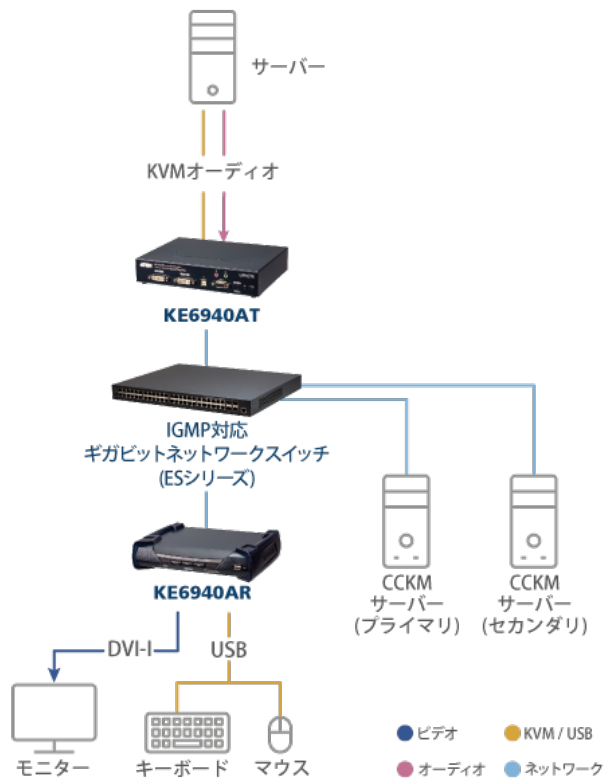 サーバー
KVMオーディオ
KE6940AT
IGMP対応
ギガビットネットワークスイッチ
(ESシリーズ)
KE6940AR
CCKM
サーバー
(プライマリ)
CCKM
サーバー
(セカンダリ)
DVI-I
USB
モニター
キーボード
マウス
ビデオ
KVM / USB
オーディオ
ネットワーク